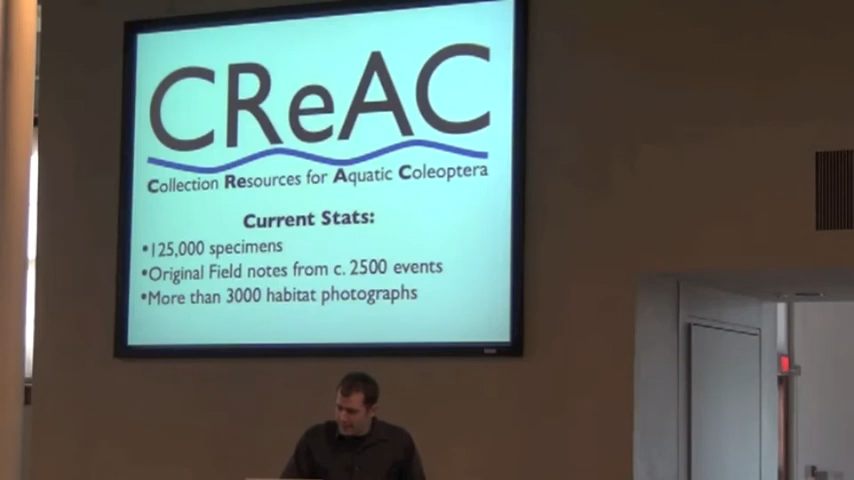 CReAC
Collection Resources for Aquatic Coleoptera
Current Stats:
•125,000 specimens
•Original Field notes from c. 2500 events
•More than 3000 habitat photographs